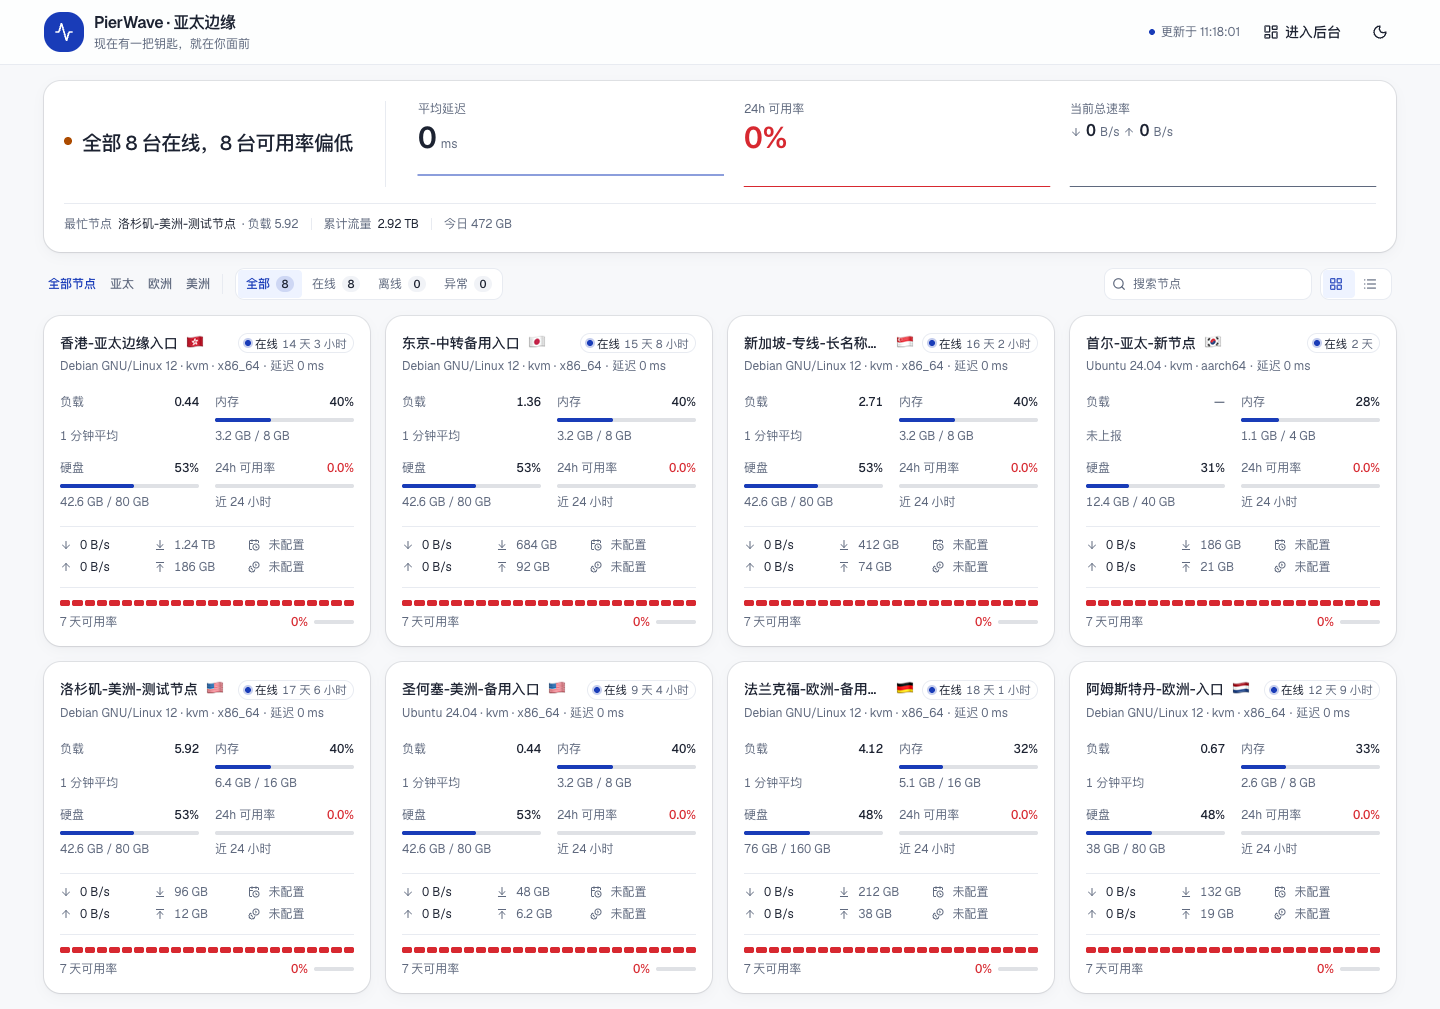 PierWave · 亚太边缘
现在有一把钥匙，就在你面前
更新于 11:18:01
进入后台
全部 8 台在线，8 台可用率偏低
平均延迟
0 ms
24h 可用率
0%
当前总速率
↓ 0 B/s ↑ 0 B/s
最忙节点 洛杉矶-美洲-测试节点 · 负载 5.92 累计流量 2.92 TB 今日 472 GB
全部节点 亚太 欧洲 美洲 全部 8 在线 8 离线 0 异常 0
搜索节点
香港-亚太边缘入口 在线 14 天 3 小时
Debian GNU/Linux 12 · kvm · x86_64 · 延迟 0 ms
负载 0.44 内存 40%
1 分钟平均 3.2 GB / 8 GB
硬盘 53% 24h 可用率 0.0%
42.6 GB / 80 GB 近 24 小时
↓ 0 B/s 1.24 TB 未配置
↑ 0 B/s 186 GB 未配置
7 天可用率 0%
东京-中转备用入口 在线 15 天 8 小时
Debian GNU/Linux 12 · kvm · x86_64 · 延迟 0 ms
负载 1.36 内存 40%
1 分钟平均 3.2 GB / 8 GB
硬盘 53% 24h 可用率 0.0%
42.6 GB / 80 GB 近 24 小时
↓ 0 B/s 684 GB 未配置
↑ 0 B/s 92 GB 未配置
7 天可用率 0%
新加坡-专线-长名称... 在线 16 天 2 小时
Debian GNU/Linux 12 · kvm · x86_64 · 延迟 0 ms
负载 2.71 内存 40%
1 分钟平均 3.2 GB / 8 GB
硬盘 53% 24h 可用率 0.0%
42.6 GB / 80 GB 近 24 小时
↓ 0 B/s 412 GB 未配置
↑ 0 B/s 74 GB 未配置
7 天可用率 0%
首尔-亚太-新节点 在线 2 天
Ubuntu 24.04 · kvm · aarch64 · 延迟 0 ms
负载 — 内存 28%
未上报 1.1 GB / 4 GB
硬盘 31% 24h 可用率 0.0%
12.4 GB / 40 GB 近 24 小时
↓ 0 B/s 186 GB 未配置
↑ 0 B/s 21 GB 未配置
7 天可用率 0%
洛杉矶-美洲-测试节点 在线 17 天 6 小时
Debian GNU/Linux 12 · kvm · x86_64 · 延迟 0 ms
负载 5.92 内存 40%
1 分钟平均 6.4 GB / 16 GB
硬盘 53% 24h 可用率 0.0%
42.6 GB / 80 GB 近 24 小时
↓ 0 B/s 96 GB 未配置
↑ 0 B/s 12 GB 未配置
7 天可用率 0%
圣何塞-美洲-备用入口 在线 9 天 4 小时
Ubuntu 24.04 · kvm · x86_64 · 延迟 0 ms
负载 0.44 内存 40%
1 分钟平均 3.2 GB / 8 GB
硬盘 53% 24h 可用率 0.0%
42.6 GB / 80 GB 近 24 小时
↓ 0 B/s 48 GB 未配置
↑ 0 B/s 6.2 GB 未配置
7 天可用率 0%
法兰克福-欧洲-备用... 在线 18 天 1 小时
Debian GNU/Linux 12 · kvm · x86_64 · 延迟 0 ms
负载 4.12 内存 32%
1 分钟平均 5.1 GB / 16 GB
硬盘 48% 24h 可用率 0.0%
76 GB / 160 GB 近 24 小时
↓ 0 B/s 212 GB 未配置
↑ 0 B/s 38 GB 未配置
7 天可用率 0%
阿姆斯特丹-欧洲-入口 在线 12 天 9 小时
Debian GNU/Linux 12 · kvm · x86_64 · 延迟 0 ms
负载 0.67 内存 33%
1 分钟平均 2.6 GB / 8 GB
硬盘 48% 24h 可用率 0.0%
38 GB / 80 GB 近 24 小时
↓ 0 B/s 132 GB 未配置
↑ 0 B/s 19 GB 未配置
7 天可用率 0%